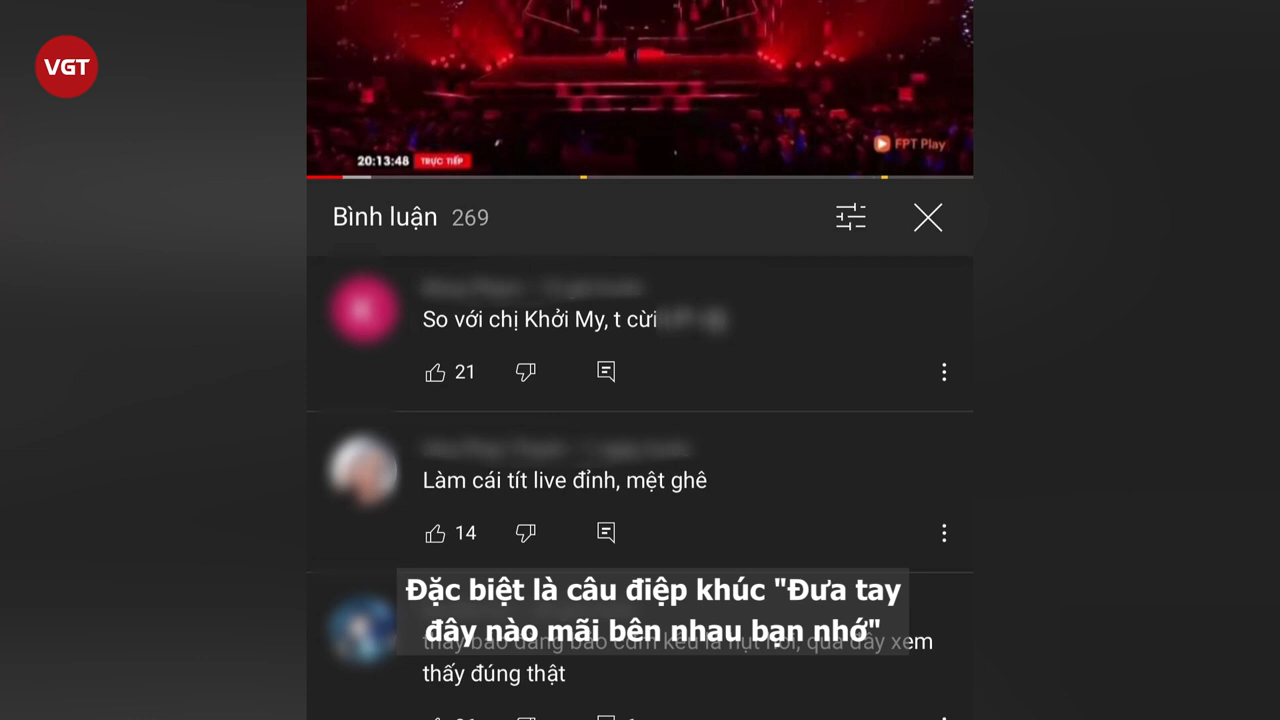 VGT
20:13:48 TRỰC TIẾP
FPT Play
Bình luận 269
So với chị Khởi My, t cừi
21
Làm cái tít live đỉnh, mệt ghê
14
Đặc biệt là câu điệp khúc "Đưa tay
đây nào mãi bên nhau bạn nhớ"
xem
thấy đúng thật